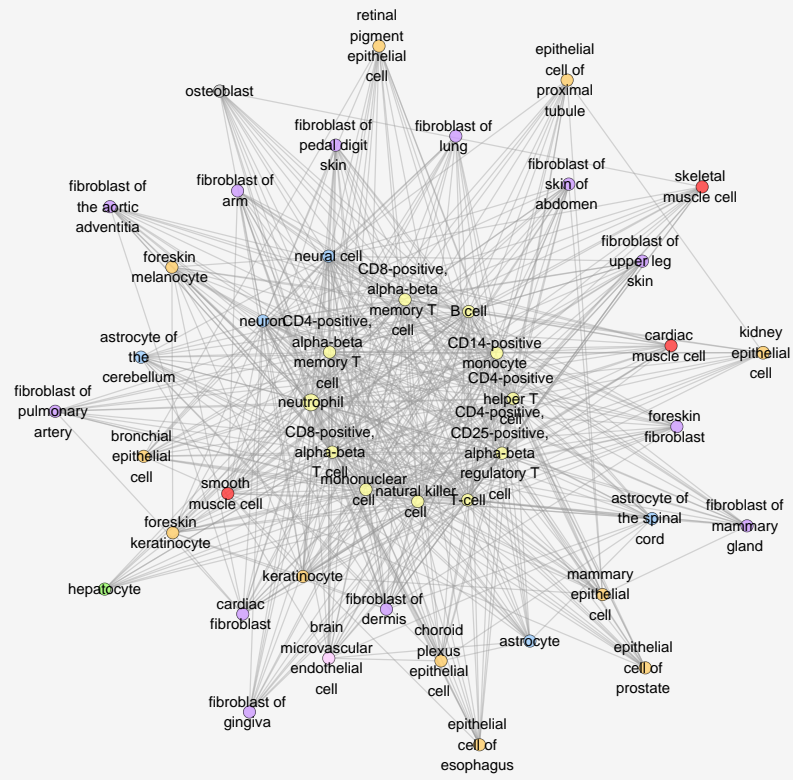 retinal
pigment
epithelial
cell
epithelial
cell of
proximal
tubule
osteoblast
fibroblast of
pedal digit
skin
fibroblast of
lung
fibroblast of
skin of
abdomen
skeletal
muscle cell
fibroblast of
arm
fibroblast of
the aortic
adventitia
foreskin
melanocyte
neural cell
fibroblast of
upper leg
skin
CD8-positive,
alpha-beta
memory T
cell
B cell
neuron
CD4-positive,
alpha-beta
memory T
cell
CD14-positive
monocyte
cardiac
muscle cell
kidney
epithelial
cell
astrocyte of
the
cerebellum
CD4-positive
helper T
cell
neutrophil
fibroblast of
pulmonary
artery
CD4-positive,
CD25-positive,
alpha-beta
regulatory T
cell
foreskin
fibroblast
bronchial
epithelial
cell
CD8-positive,
alpha-beta
T cell
mononuclear
cell
natural killer
cell
T-cell
smooth
muscle cell
foreskin
keratinocyte
astrocyte of
the spinal
cord
fibroblast of
mammary
gland
hepatocyte
keratinocyte
mammary
epithelial
cell
cardiac
fibroblast
fibroblast of
dermis
brain
microvascular
endothelial
cell
choroid
plexus
epithelial
cell
astrocyte
epithelial
cell of
prostate
fibroblast of
gingiva
epithelial
cell of
esophagus